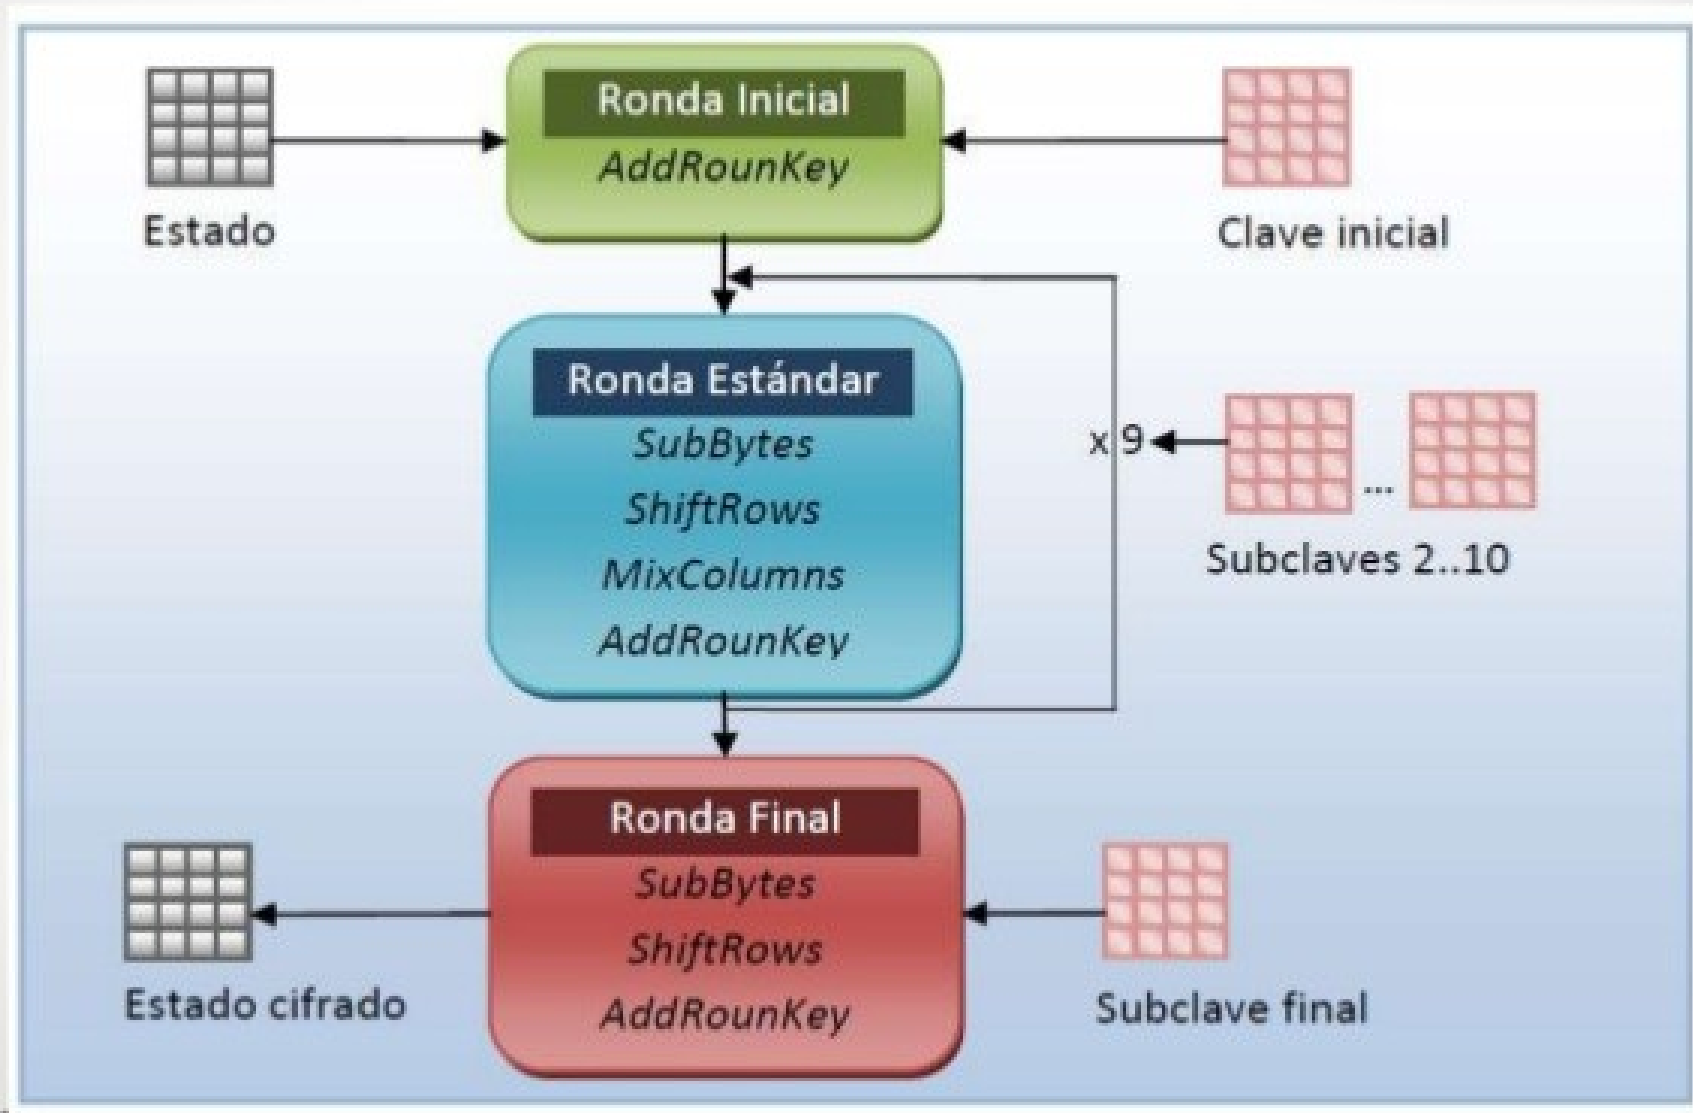 Ronda Inicial
AddRounKey
Estado
Clave inicial
Ronda Estándar
SubBytes
ShiftRows
MixColumns
AddRounKey
x 9
...
Subclaves 2..10
Ronda Final
SubBytes
ShiftRows
AddRounKey
Estado cifrado
Subclave final